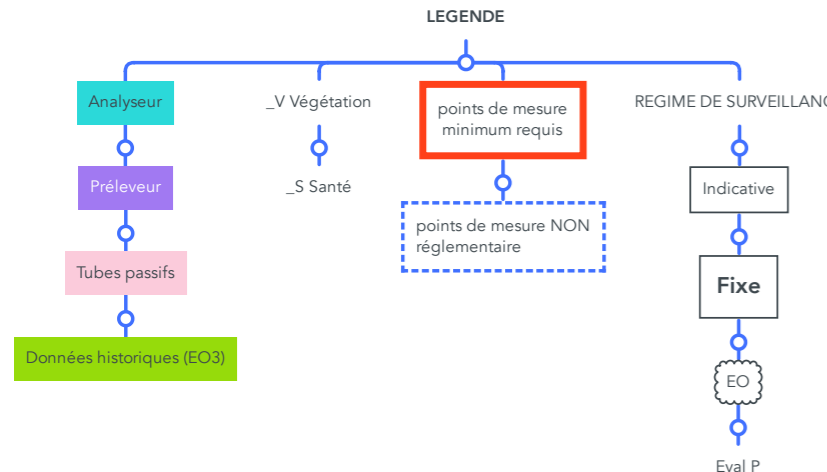 LEGENDE
Analyseur
Préleveur
Tubes passifs
Données historiques (EO3)
_V Végétation
_S Santé
points de mesure
minimum requis
points de mesure NON
réglementaire
REGIME DE SURVEILLANC
Indicative
Fixe
EO
Eval P